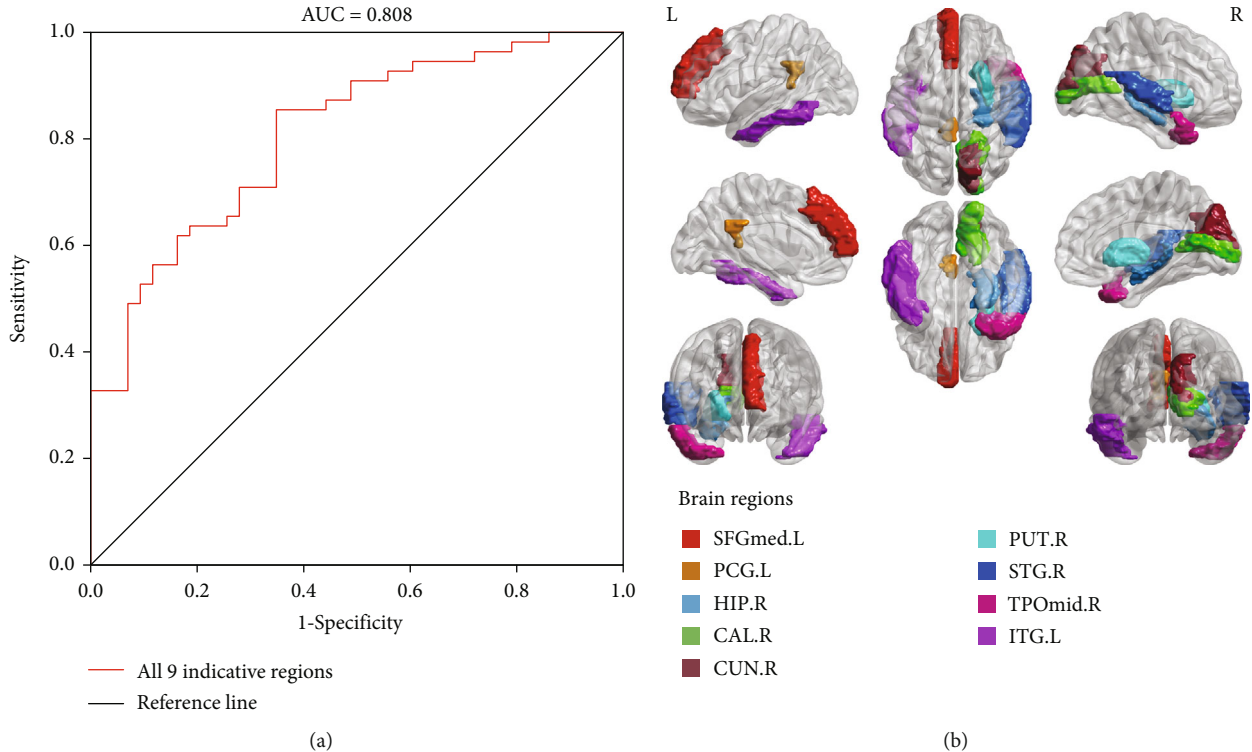 AUC = 0.808
1.0
0.8
0.6
0.4
0.2
0.0
Sensitivity
0.0 0.2 0.4 0.6 0.8 1.0
1-Specificity
All 9 indicative regions
Reference line
(a)
L R
Brain regions
SFGmed.L
PCG.L
HIP.R
CAL.R
CUN.R
PUT.R
STG.R
TPOmid.R
ITG.L
(b)